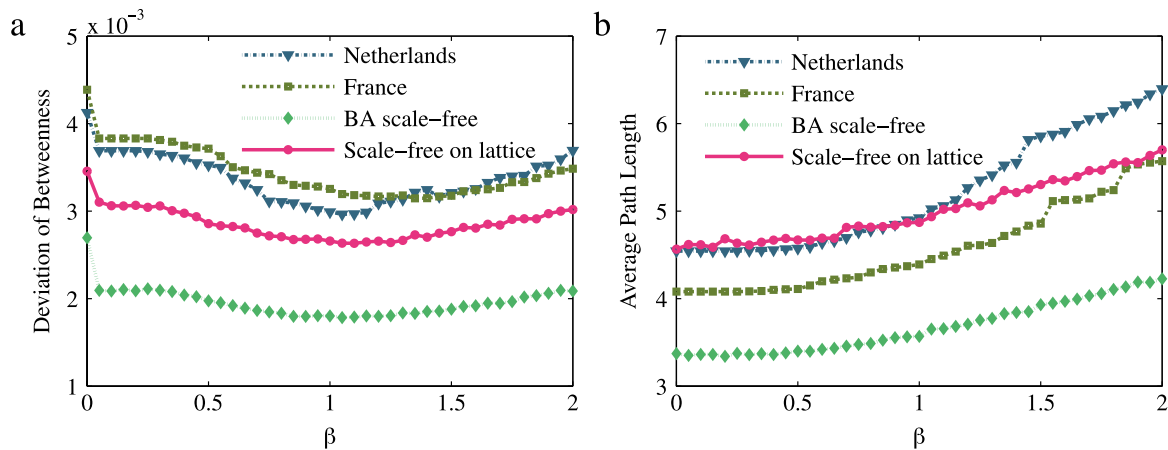 a
x 10⁻³
5
4
3
2
1
0
0.5
1
1.5
2
Deviation of Betweenness
β
Netherlands
France
BA scale−free
Scale−free on lattice
b
7
6
5
4
3
0
0.5
1
1.5
2
Average Path Length
β
Netherlands
France
BA scale−free
Scale−free on lattice